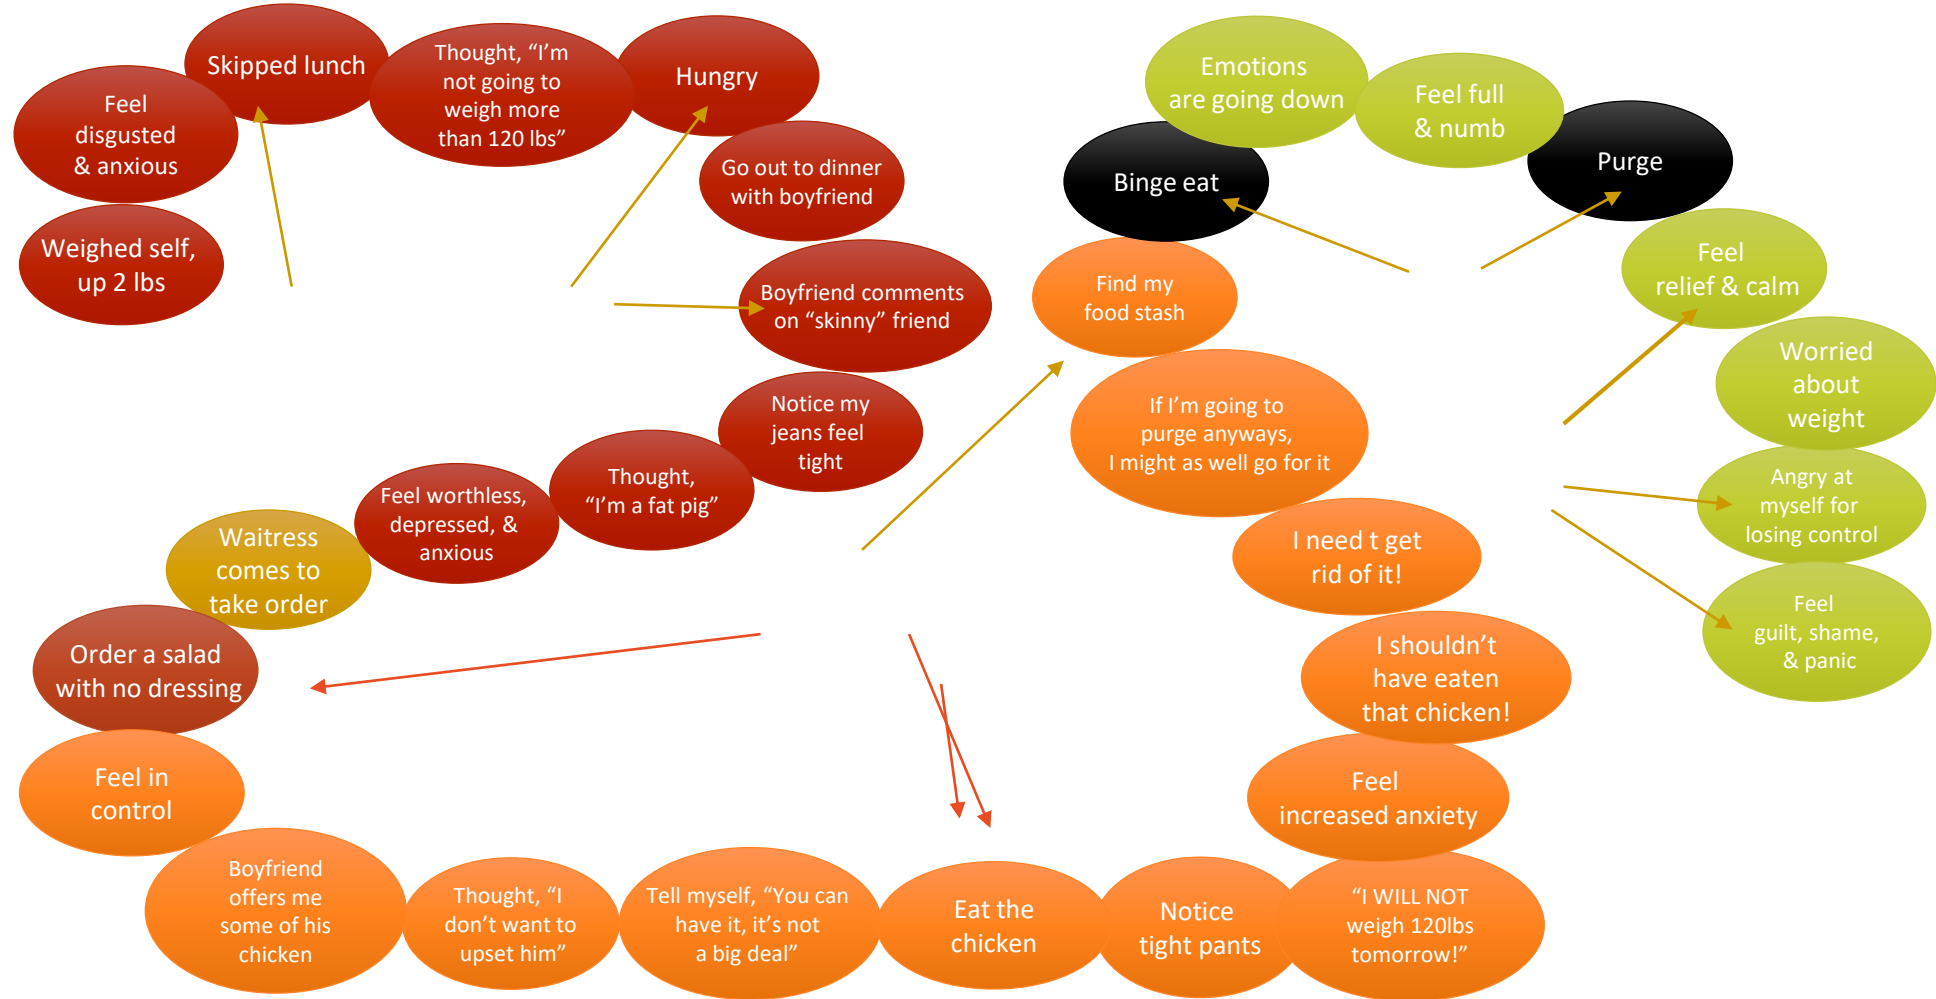 Weighed self,
up 2 lbs
Feel
disgusted
& anxious
Skipped lunch
Thought, “I’m
not going to
weigh more
than 120 lbs”
Hungry
Go out to dinner
with boyfriend
Boyfriend comments
on “skinny” friend
Notice my
jeans feel
tight
Thought,
“I’m a fat pig”
Feel worthless,
depressed, &
anxious
Waitress
comes to
take order
Order a salad
with no dressing
Feel in
control
Boyfriend
offers me
some of his
chicken
Thought, “I
don’t want to
upset him”
Tell myself, “You can
have it, it’s not
a big deal”
Eat the
chicken
Notice
tight pants
“I WILL NOT
weigh 120lbs
tomorrow!”
Feel
increased anxiety
I shouldn’t
have eaten
that chicken!
I need t get
rid of it!
If I’m going to
purge anyways,
I might as well go for it
Find my
food stash
Binge eat
Emotions
are going down
Feel full
& numb
Purge
Feel
relief & calm
Worried
about
weight
Angry at
myself for
losing control
Feel
guilt, shame,
& panic